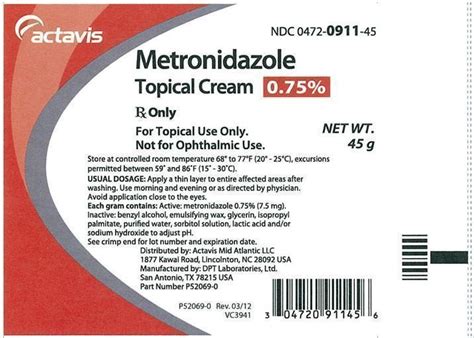 actavis
NDC 0472-0911-45
Metronidazole
Topical Cream 0.75%
Rx Only
For Topical Use Only.
Not for Ophthalmic Use.
NET WT.
45 g
Store at controlled room temperature 68° to 77°F (20° - 25°C), excursions
permitted between 59° and 86°F (15° - 30°C).
USUAL DOSAGE: Apply a thin layer to entire affected areas after
washing. Use morning and evening or as directed by physician.
Avoid application close to the eyes.
Each gram contains: Active: metronidazole 0.75% (7.5 mg).
Inactive: benzyl alcohol, emulsifying wax, glycerin, isopropyl
palmitate, purified water, sorbitol solution, lactic acid and/or
sodium hydroxide to adjust pH.
See crimp end for lot number and expiration date.
Distributed by: Actavis Mid Atlantic LLC
1877 Kawai Road, Lincolnton, NC 28092 USA
Manufactured by: DPT Laboratories, Ltd.
San Antonio, TX 78215 USA
Part Number P52069-0
P52069-0 Rev. 03/12
VC3941
3 04720 91145 6